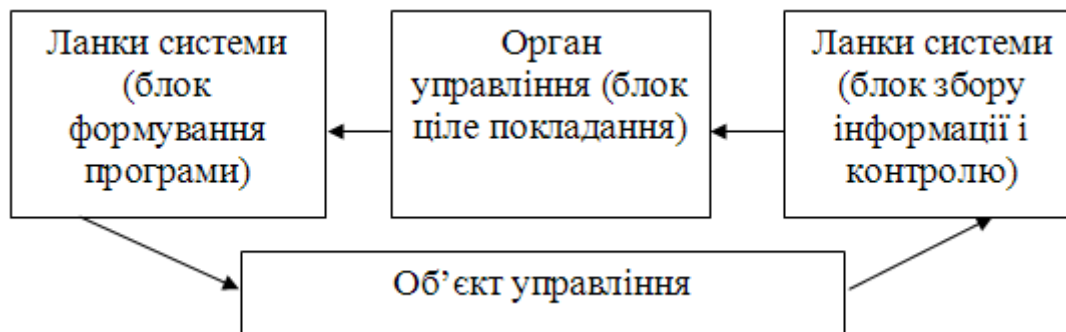 Ланки системи
(блок
формування
програми)
Орган
управління (блок
ціле покладання)
Ланки системи
(блок збору
інформації і
контролю)
Об’єкт управління